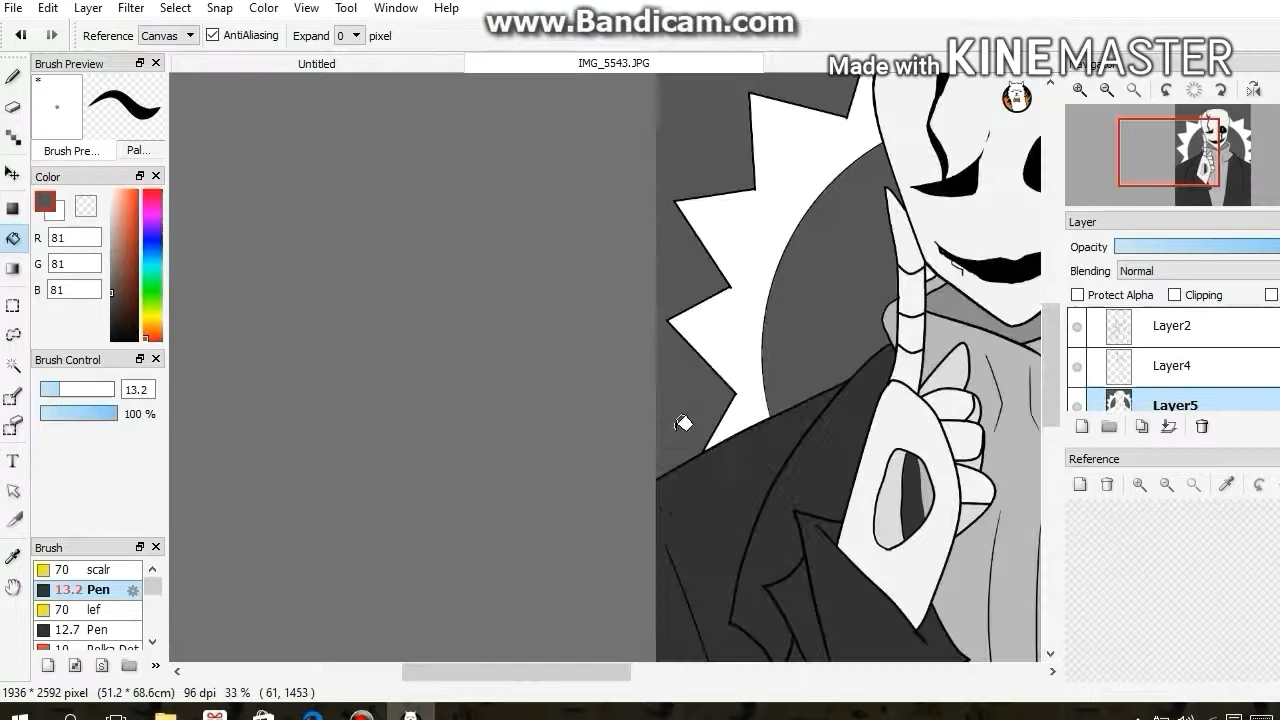 File Edit Layer Filter Select Snap Color View Tool Window Help
www.Bandicam.com
Made with KINEMASTER
Reference Canvas AntiAliasing Expand 0 pixel
Brush Preview
Untitled IMG_5543.JPG
Navigator
*
Brush Pre... Pal...
Color
R 81
G 81
B 81
Layer
Opacity
Blending Normal
Protect Alpha Clipping
Layer2
Layer4
Layer5
Brush Control
13.2
100 %
Reference
Brush
70 scalr
13.2 Pen
70 lef
12.7 Pen
10 Polka Dot
1936 * 2592 pixel (51.2 * 68.6cm) 96 dpi 33 % ( 61, 1453 )